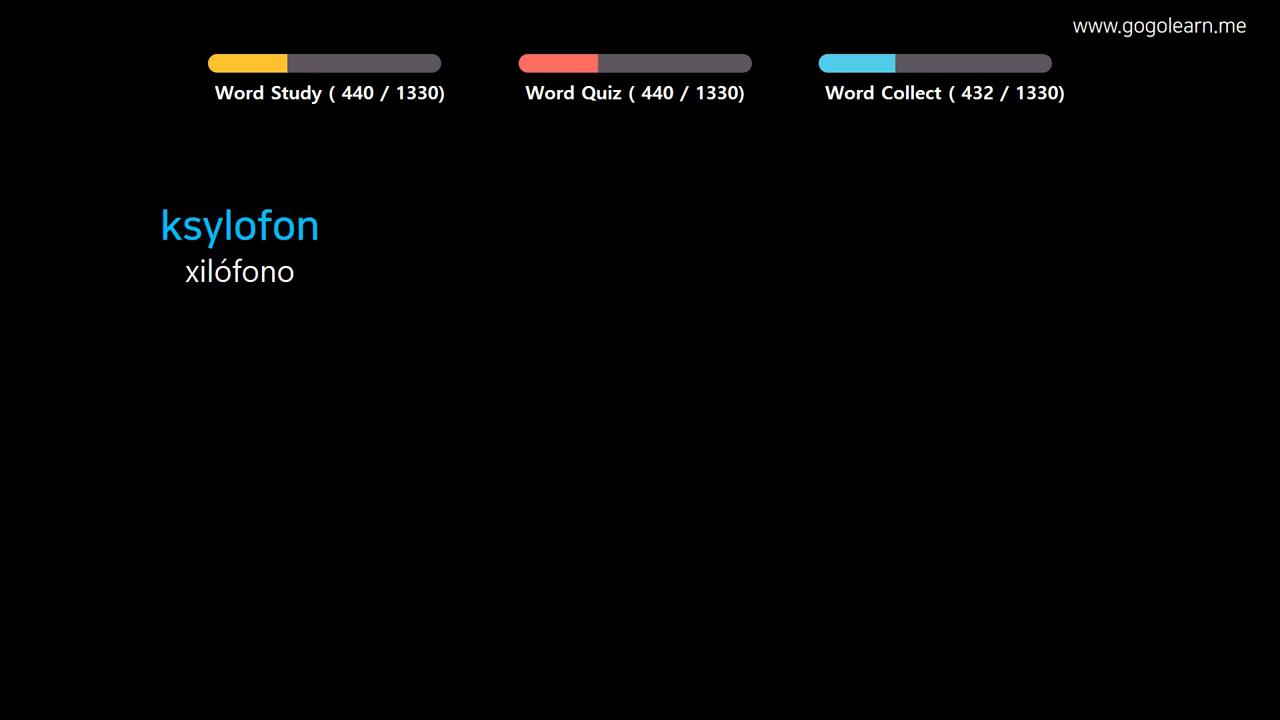 www.gogolearn.me
Word Study ( 440 / 1330)
Word Quiz ( 440 / 1330)
Word Collect ( 432 / 1330)
ksylofon
xilófono